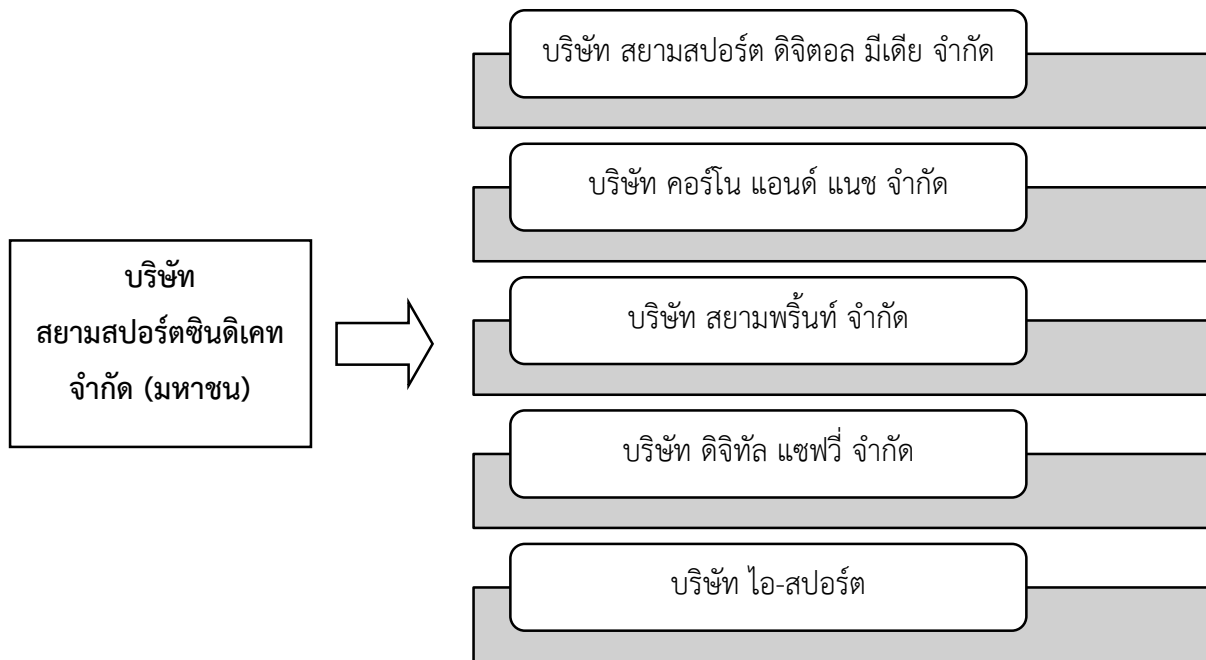 บริษัท สยามสปอร์ต ดิจิตอล มีเดีย จำกัด
บริษัท คอร์โน แอนด์ แนช จำกัด
บริษัท
สยามสปอร์ตซินดิเคท
จำกัด (มหาชน)
บริษัท สยามพริ้นท์ จำกัด
บริษัท ดิจิทัล แซฟวี่ จำกัด
บริษัท ไอ-สปอร์ต